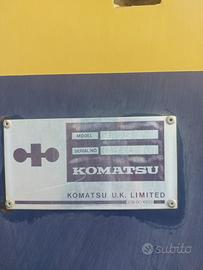 MODEL
SERIAL NO
KOMATSU
KOMATSU U.K. LIMITED
subito